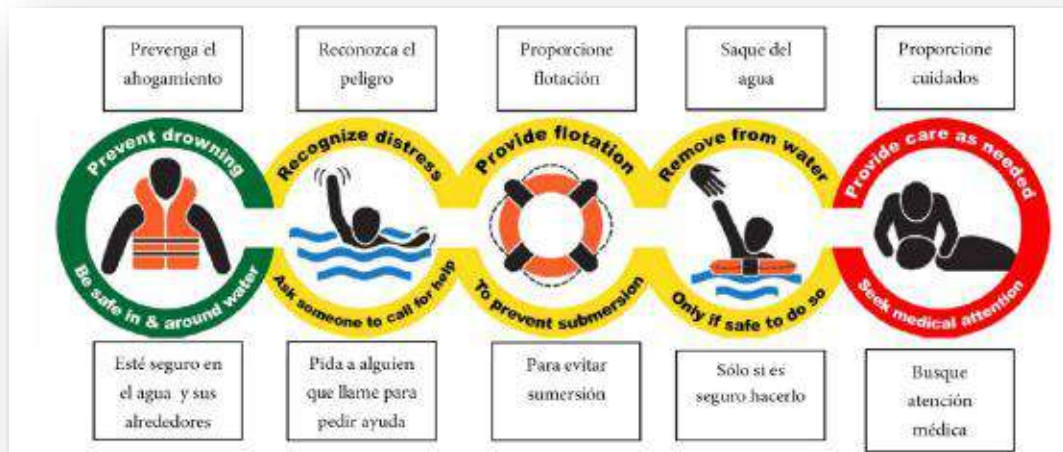 Prevenga el
ahogamiento
Reconozca el
peligro
Proporcione
flotación
Saque del
agua
Proporcione
cuidados
Prevent drowning
Be safe in & around water
Recognize distress
Ask someone to call for help
Provide flotation
To prevent submersion
Remove from water
Only if safe to do so
Provide care as needed
Seek medical attention
Esté seguro en
el agua y sus
alrededores
Pida a alguien
que llame para
pedir ayuda
Para evitar
sumersión
Sólo si es
seguro hacerlo
Busque
atención
médica